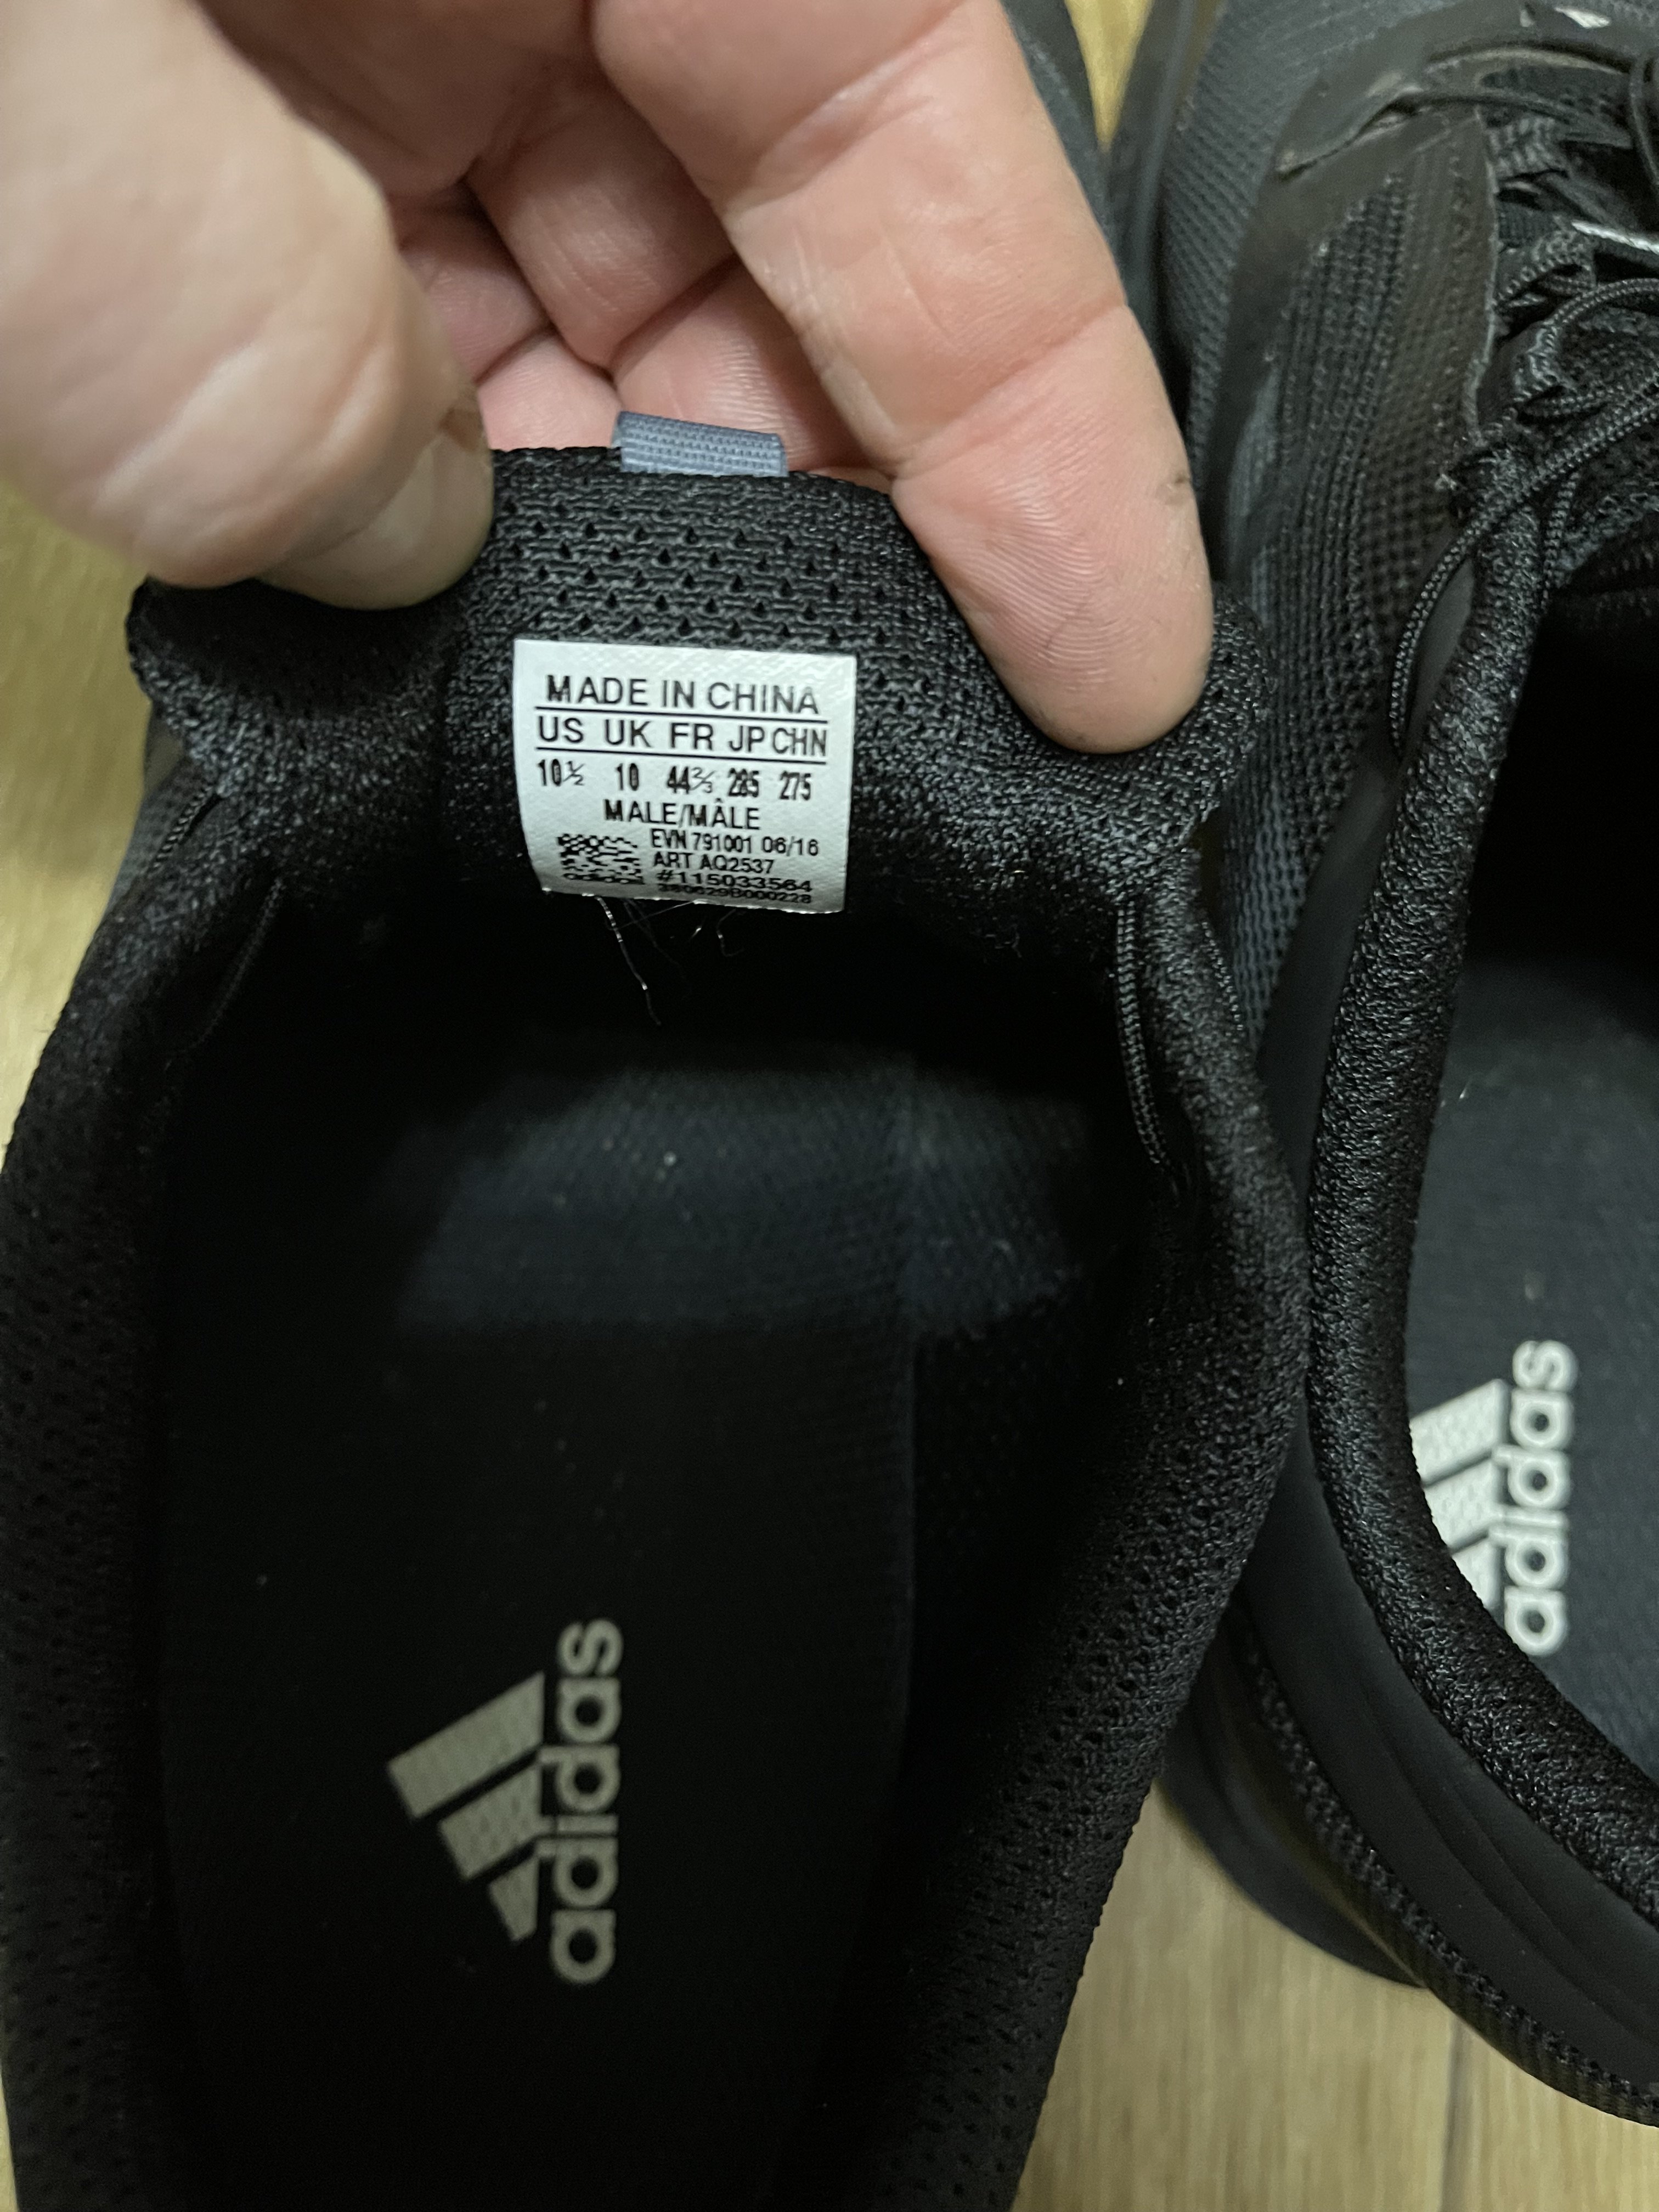 MADE IN CHINA
US UK FR JP CHN
10½ 10 44⅔ 285 275
MALE/MÂLE
EVN 791001 06/16
ART AQ2537
#115033564
380629B000228
adidas
adidas